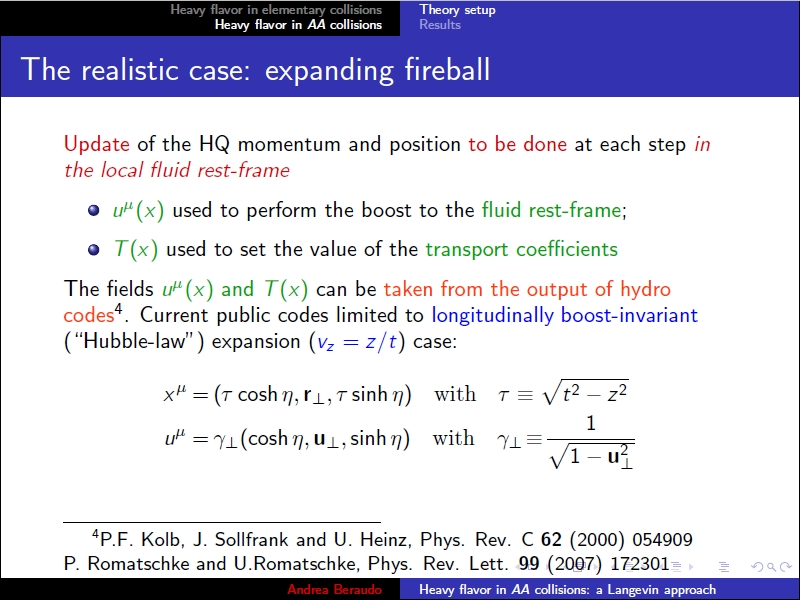 Heavy flavor in elementary collisions
Heavy flavor in AA collisions
Theory setup
Results
The realistic case: expanding fireball
Update of the HQ momentum and position to be done at each step in
the local fluid rest-frame
u^μ(x) used to perform the boost to the fluid rest-frame;
T(x) used to set the value of the transport coefficients
The fields u^μ(x) and T(x) can be taken from the output of hydro
codes⁴. Current public codes limited to longitudinally boost-invariant
(“Hubble-law”) expansion (v_z = z/t) case:
x^μ = (τ cosh η, r_⊥, τ sinh η) with τ ≡ √(t² − z²)
u^μ = γ_⊥(cosh η, u_⊥, sinh η) with γ_⊥ ≡ 1/√(1 − u_⊥²)
⁴P.F. Kolb, J. Sollfrank and U. Heinz, Phys. Rev. C 62 (2000) 054909
P. Romatschke and U.Romatschke, Phys. Rev. Lett. 99 (2007) 172301
Andrea Beraudo
Heavy flavor in AA collisions: a Langevin approach